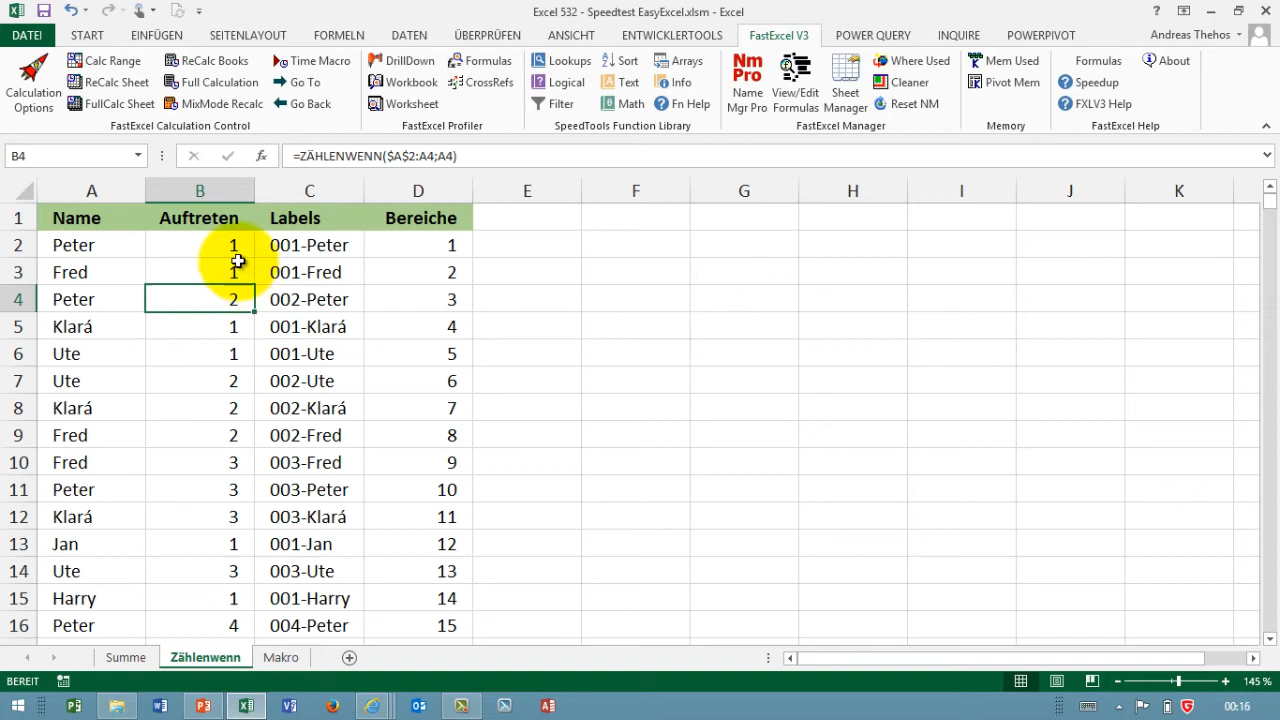 Excel 532 - Speedtest EasyExcel.xlsm - Excel
DATEI START EINFÜGEN SEITENLAYOUT FORMELN DATEN ÜBERPRÜFEN ANSICHT ENTWICKLERTOOLS FastExcel V3 POWER QUERY INQUIRE POWERPIVOT Andreas Thehos
Calc Range ReCalc Books Time Macro DrillDown Formulas Lookups Sort Arrays Where Used Mem Used Formulas About
ReCalc Sheet Full Calculation Go To Workbook CrossRefs Logical Text Info Cleaner Pivot Mem Speedup
Calculation Options FullCalc Sheet MixMode Recalc Go Back Worksheet Filter Math Fn Help Nm Pro Name Mgr Pro View/Edit Formulas Sheet Manager Reset NM FXLV3 Help
FastExcel Calculation Control FastExcel Profiler SpeedTools Function Library FastExcel Manager Memory FastExcel Help
B4 fx =ZÄHLENWENN($A$2:A4;A4)
A B C D E F G H I J K
1 Name Auftreten Labels Bereiche
2 Peter 1 001-Peter 1
3 Fred 1 001-Fred 2
4 Peter 2 002-Peter 3
5 Klará 1 001-Klará 4
6 Ute 1 001-Ute 5
7 Ute 2 002-Ute 6
8 Klará 2 002-Klará 7
9 Fred 2 002-Fred 8
10 Fred 3 003-Fred 9
11 Peter 3 003-Peter 10
12 Klará 3 003-Klará 11
13 Jan 1 001-Jan 12
14 Ute 3 003-Ute 13
15 Harry 1 001-Harry 14
16 Peter 4 004-Peter 15
Summe Zählenwenn Makro
BEREIT 145 %
00:16